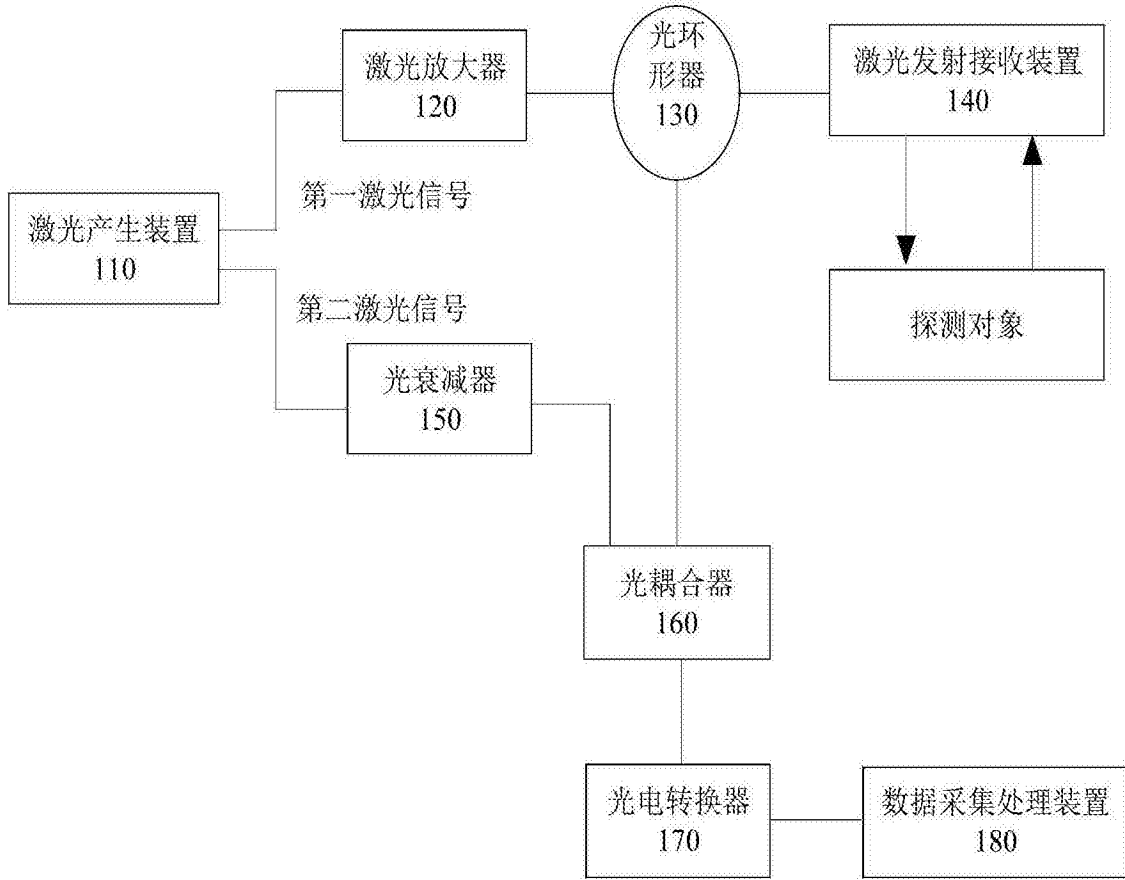 激光放大器
120
光环
形器
130
激光发射接收装置
140
第一激光信号
激光产生装置
110
第二激光信号
探测对象
光衰减器
150
光耦合器
160
光电转换器
170
数据采集处理装置
180